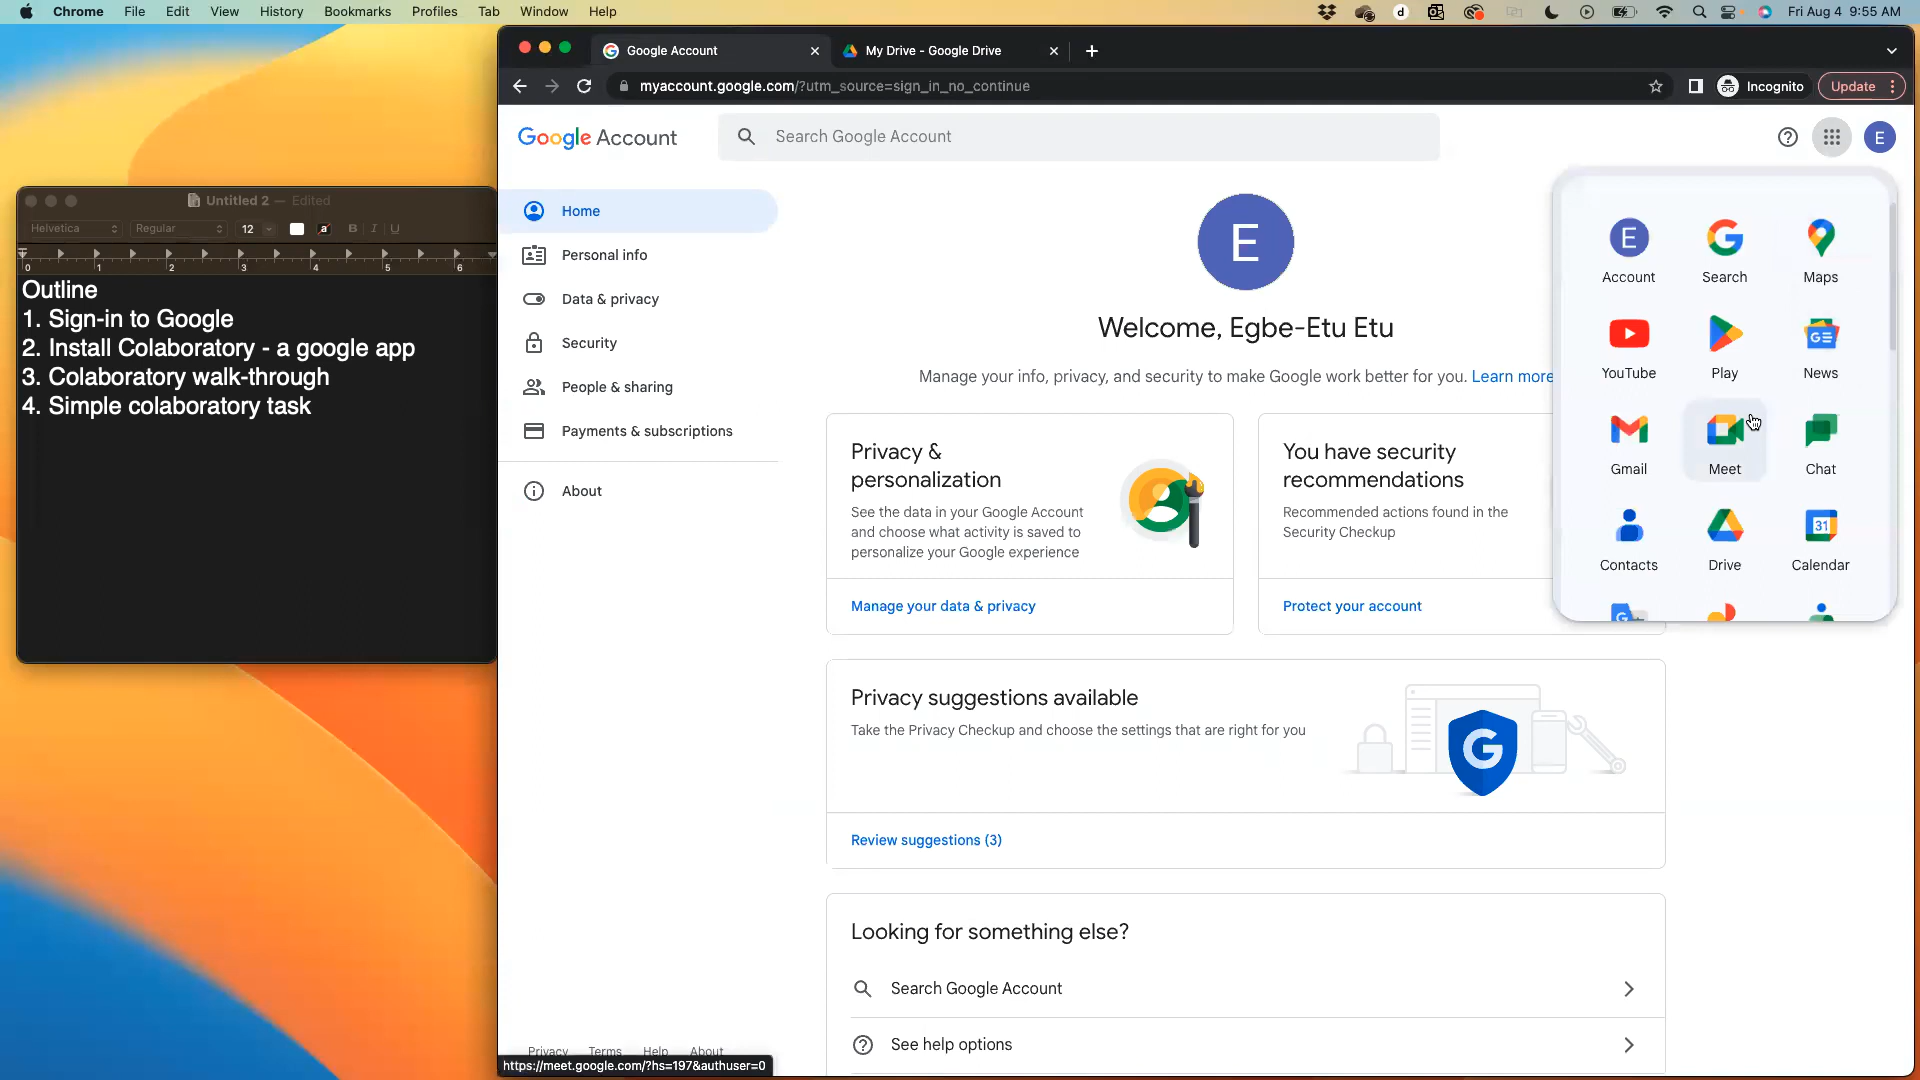 Chrome File Edit View History Bookmarks Profiles Tab Window Help
Fri Aug 4 9:55 AM
Untitled 2 — Edited
Helvetica Regular 12 a B I U
0 1 2 3 4 5 6
Outline
1. Sign-in to Google
2. Install Colaboratory - a google app
3. Colaboratory walk-through
4. Simple colaboratory task
Google Account
My Drive - Google Drive
myaccount.google.com/?utm_source=sign_in_no_continue
Incognito
Update
Google Account
Search Google Account
E
Home
Personal info
Data & privacy
Security
People & sharing
Payments & subscriptions
About
E
Welcome, Egbe-Etu Etu
Manage your info, privacy, and security to make Google work better for you. Learn more
Privacy &
personalization
See the data in your Google Account
and choose what activity is saved to
personalize your Google experience
Manage your data & privacy
You have security
recommendations
Recommended actions found in the
Security Checkup
Protect your account
Privacy suggestions available
Take the Privacy Checkup and choose the settings that are right for you
G
Review suggestions (3)
Looking for something else?
Search Google Account
See help options
E
Account Search Maps
GE
YouTube Play News
Gmail Meet Chat
31
Contacts Drive Calendar
G
Privacy Terms Help About
https://meet.google.com/?hs=197&authuser=0